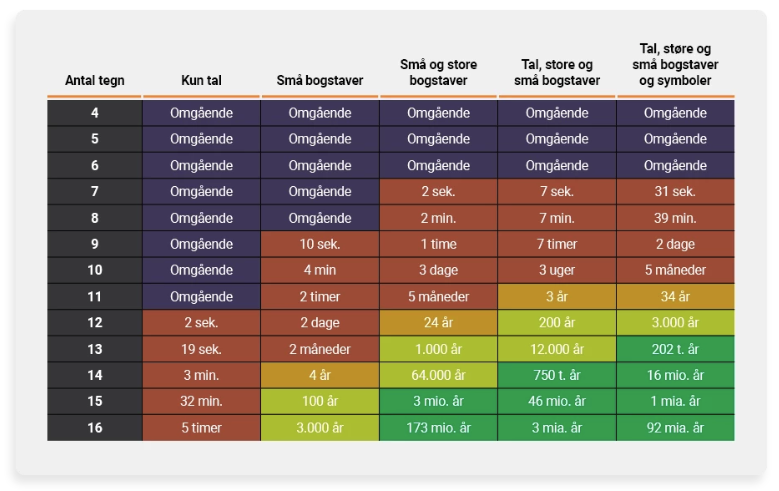 Antal tegn Kun tal Små bogstaver Små og store bogstaver Tal, store og små bogstaver Tal, støre og små bogstaver og symboler
4 Omgående Omgående Omgående Omgående Omgående
5 Omgående Omgående Omgående Omgående Omgående
6 Omgående Omgående Omgående Omgående Omgående
7 Omgående Omgående 2 sek. 7 sek. 31 sek.
8 Omgående Omgående 2 min. 7 min. 39 min.
9 Omgående 10 sek. 1 time 7 timer 2 dage
10 Omgående 4 min 3 dage 3 uger 5 måneder
11 Omgående 2 timer 5 måneder 3 år 34 år
12 2 sek. 2 dage 24 år 200 år 3.000 år
13 19 sek. 2 måneder 1.000 år 12.000 år 202 t. år
14 3 min. 4 år 64.000 år 750 t. år 16 mio. år
15 32 min. 100 år 3 mio. år 46 mio. år 1 mia. år
16 5 timer 3.000 år 173 mio. år 3 mia. år 92 mia. år